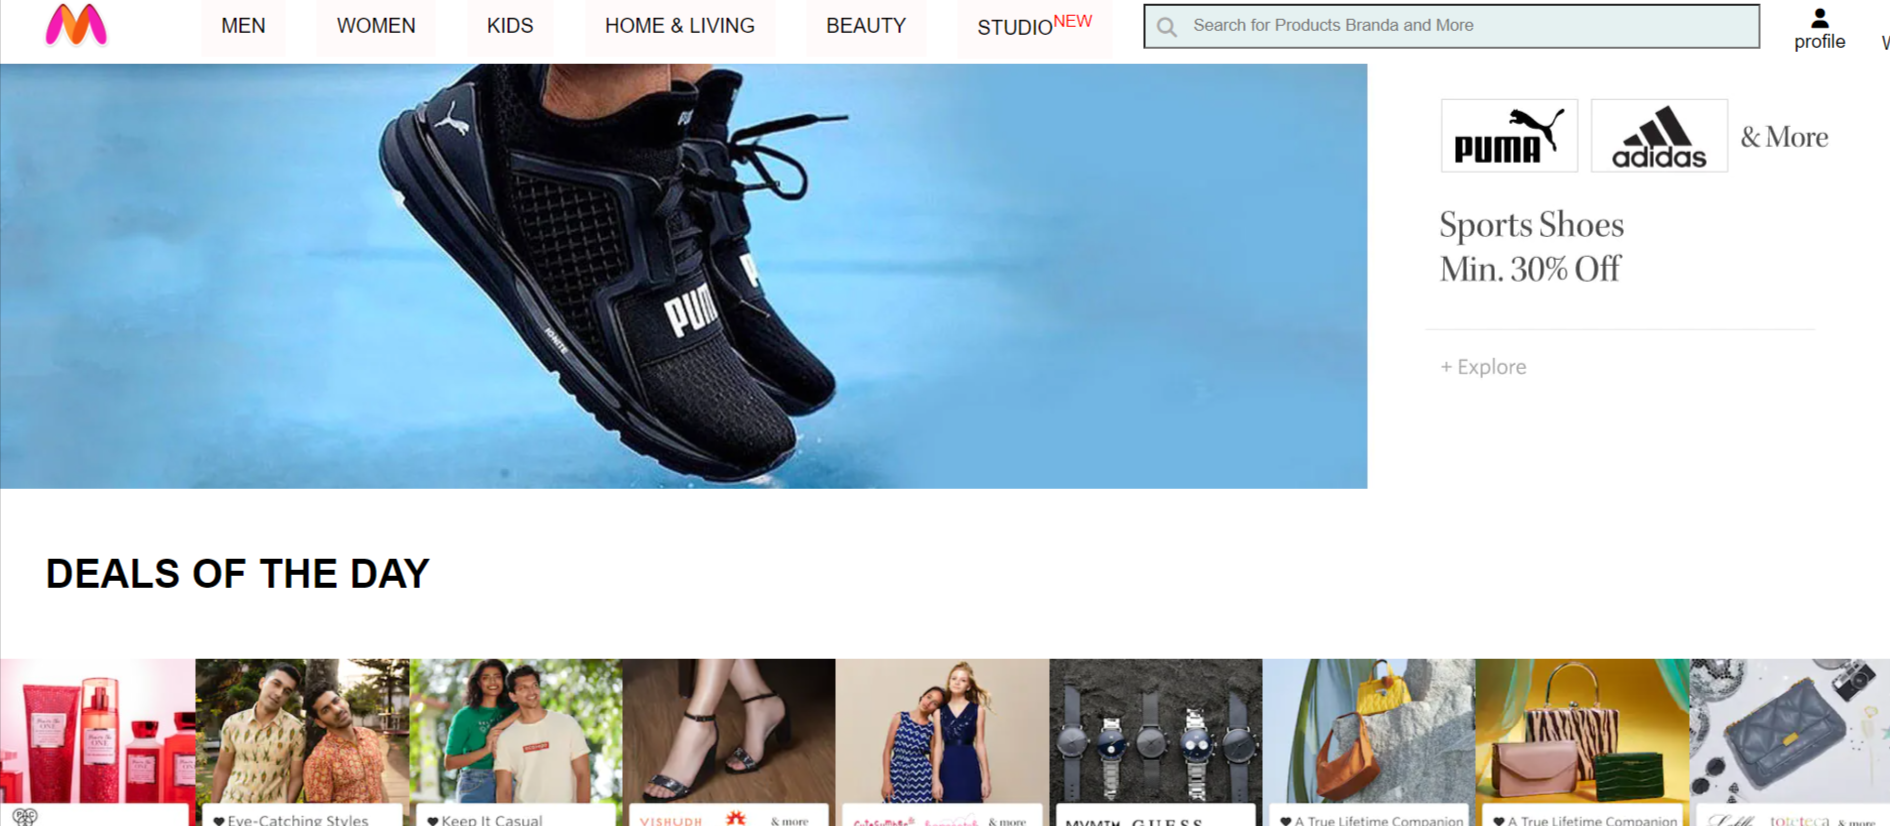 MEN WOMEN KIDS HOME & LIVING BEAUTY STUDIONEW
Search for Products Branda and More
profile
PUMA adidas & More
Sports Shoes
Min. 30% Off
+ Explore
IGNITE
DEALS OF THE DAY
Eye-Catching Styles
Keep It Casual
VISHUDH & more
& more
MVMTH GUESS
A True Lifetime Companion
A True Lifetime Companion
toteteca & more